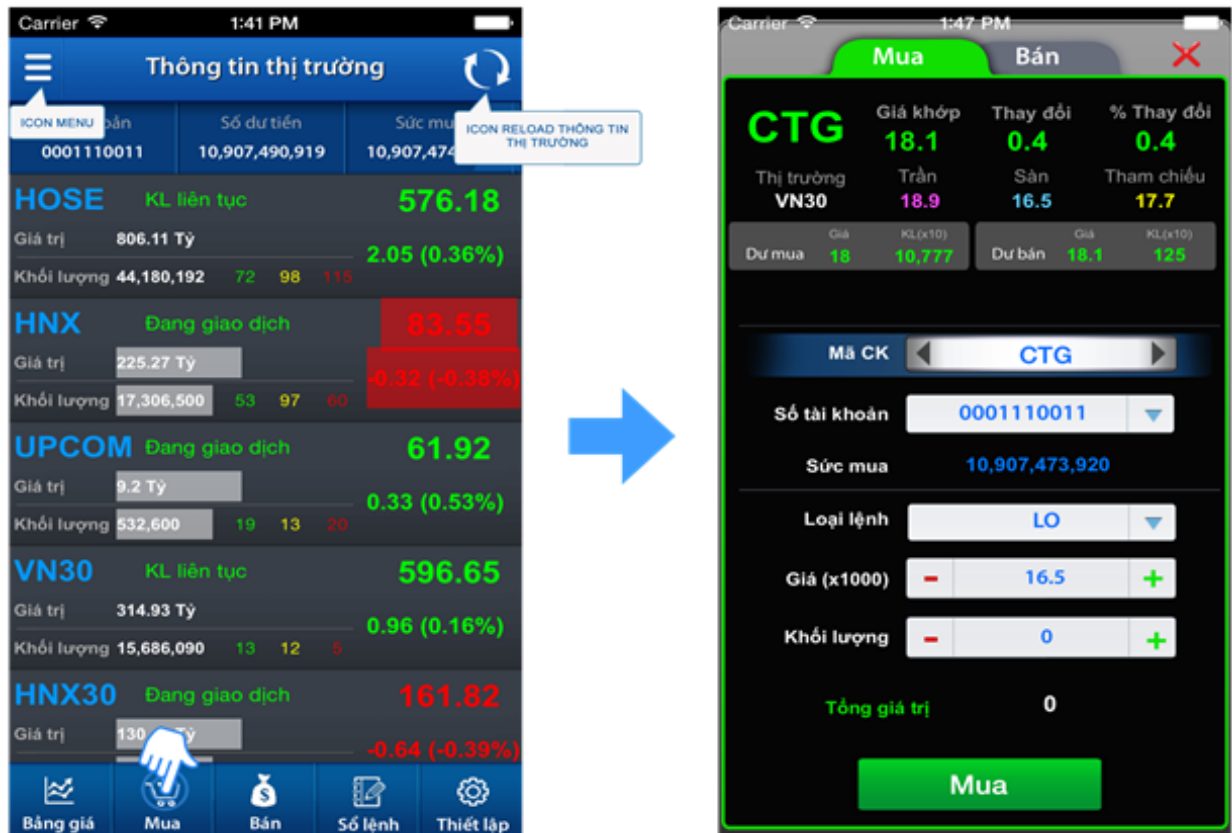 Carrier 1:41 PM
Thông tin thị trường
ICON MENU
Số dư tiền
ICON RELOAD THÔNG TIN
THỊ TRƯỜNG
0001110011 10,907,490,919 10,907,474
HOSE KL liên tục 576.18
Giá trị 806.11 Tỷ
2.05 (0.36%)
Khối lượng 44,180,192 72 98 115
HNX Đang giao dịch 83.55
Giá trị 225.27 Tỷ
-0.32 (-0.38%)
Khối lượng 17,306,500 53 97 60
UPCOM Đang giao dịch 61.92
Giá trị 9.2 Tỷ
0.33 (0.53%)
Khối lượng 532,600 19 13 20
VN30 KL liên tục 596.65
Giá trị 314.93 Tỷ
0.96 (0.16%)
Khối lượng 15,686,090 13 12 5
HNX30 Đang giao dịch 161.82
Giá trị 130
-0.64 (-0.39%)
Bảng giá Mua Bán Sổ lệnh Thiết lập
Carrier 1:47 PM
Mua Bán
CTG Giá khớp Thay đổi % Thay đổi
18.1 0.4 0.4
Thị trường Trần Sàn Tham chiếu
VN30 18.9 16.5 17.7
Giá KL(x10) Giá KL(x10)
Dư mua 18 10,777 Dư bán 18.1 125
Mã CK CTG
Số tài khoản 0001110011
Sức mua 10,907,473,920
Loại lệnh LO
Giá (x1000) - 16.5 +
Khối lượng - 0 +
Tổng giá trị 0
Mua